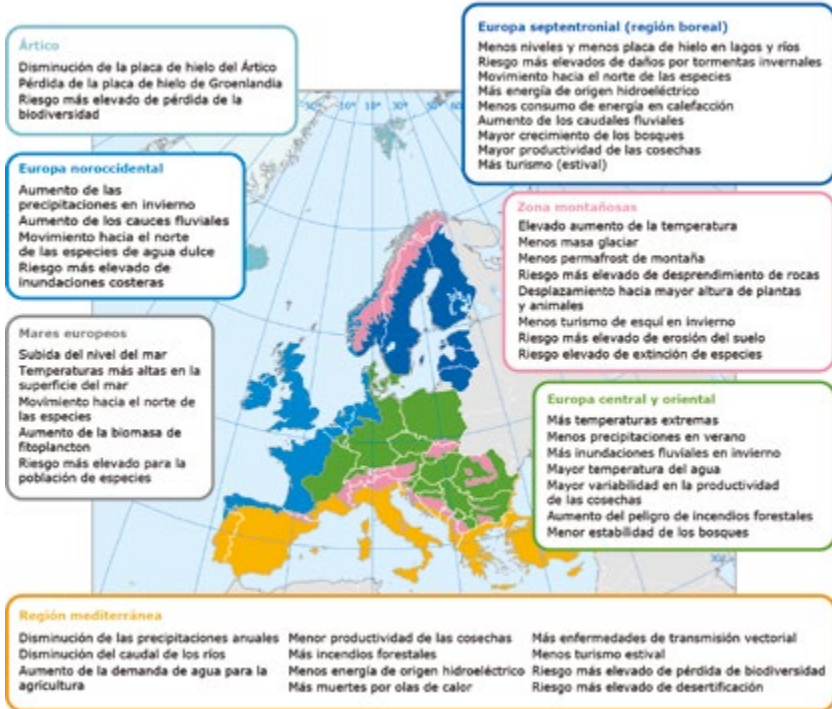 Ártico
Disminución de la placa de hielo del Ártico
Pérdida de la placa de hielo de Groenlandia
Riesgo más elevado de pérdida de la
biodiversidad
Europa septentronial (región boreal)
Menos niveles y menos placa de hielo en lagos y ríos
Riesgo más elevados de daños por tormentas invernales
Movimiento hacia el norte de las especies
Más energía de origen hidroeléctrico
Menos consumo de energía en calefacción
Aumento de los caudales fluviales
Mayor crecimiento de los bosques
Mayor productividad de las cosechas
Más turismo (estival)
Europa noroccidental
Aumento de las
precipitaciones en invierno
Aumento de los cauces fluviales
Movimiento hacia el norte
de las especies de agua dulce
Riesgo más elevado de
inundaciones costeras
Zona montañosas
Elevado aumento de la temperatura
Menos masa glaciar
Menos permafrost de montaña
Riesgo más elevado de desprendimiento de rocas
Desplazamiento hacia mayor altura de plantas
y animales
Menos turismo de esquí en invierno
Riesgo más elevado de erosión del suelo
Riesgo elevado de extinción de especies
Mares europeos
Subida del nivel del mar
Temperaturas más altas en la
superficie del mar
Movimiento hacia el norte de
las especies
Aumento de la biomasa de
fitoplancton
Riesgo más elevado para la
población de especies
Europa central y oriental
Más temperaturas extremas
Menos precipitaciones en verano
Más inundaciones fluviales en invierno
Mayor temperatura del agua
Mayor variabilidad en la productividad
de las cosechas
Aumento del peligro de incendios forestales
Menor estabilidad de los bosques
Región mediterránea
Disminución de las precipitaciones anuales
Disminución del caudal de los ríos
Aumento de la demanda de agua para la
agricultura
Menor productividad de las cosechas
Más incendios forestales
Menos energía de origen hidroeléctrico
Más muertes por olas de calor
Más enfermedades de transmisión vectorial
Menos turismo estival
Riesgo más elevado de pérdida de biodiversidad
Riesgo más elevado de desertificación